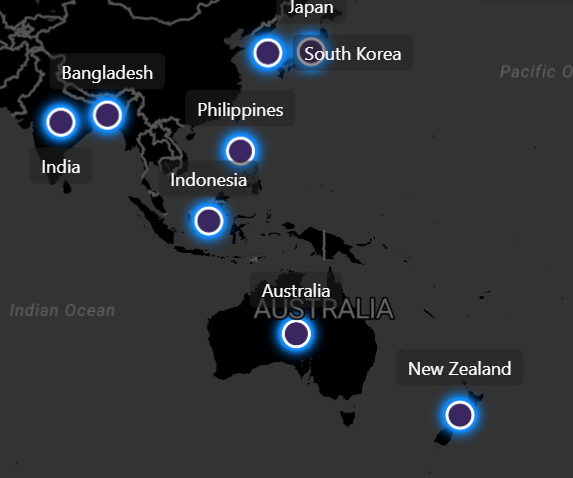 Japan
South Korea
Pacific O
Bangladesh
Philippines
India
Indonesia
Australia
AUSTRALIA
Indian Ocean
New Zealand